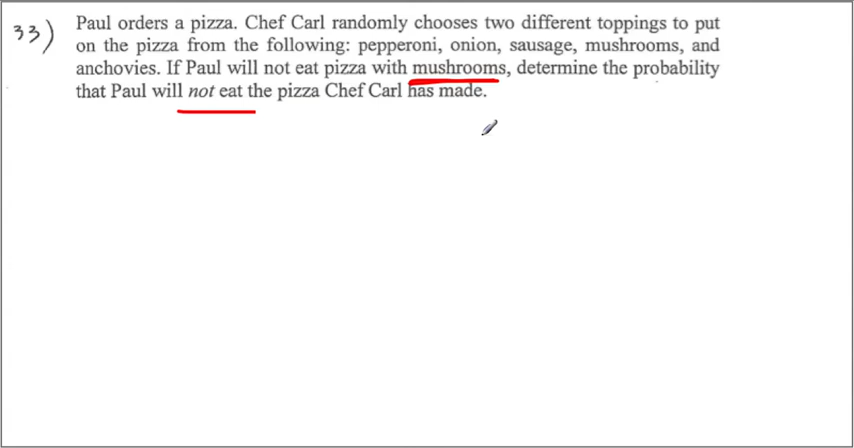 33) Paul orders a pizza. Chef Carl randomly chooses two different toppings to put
on the pizza from the following: pepperoni, onion, sausage, mushrooms, and
anchovies. If Paul will not eat pizza with mushrooms, determine the probability
that Paul will not eat the pizza Chef Carl has made.